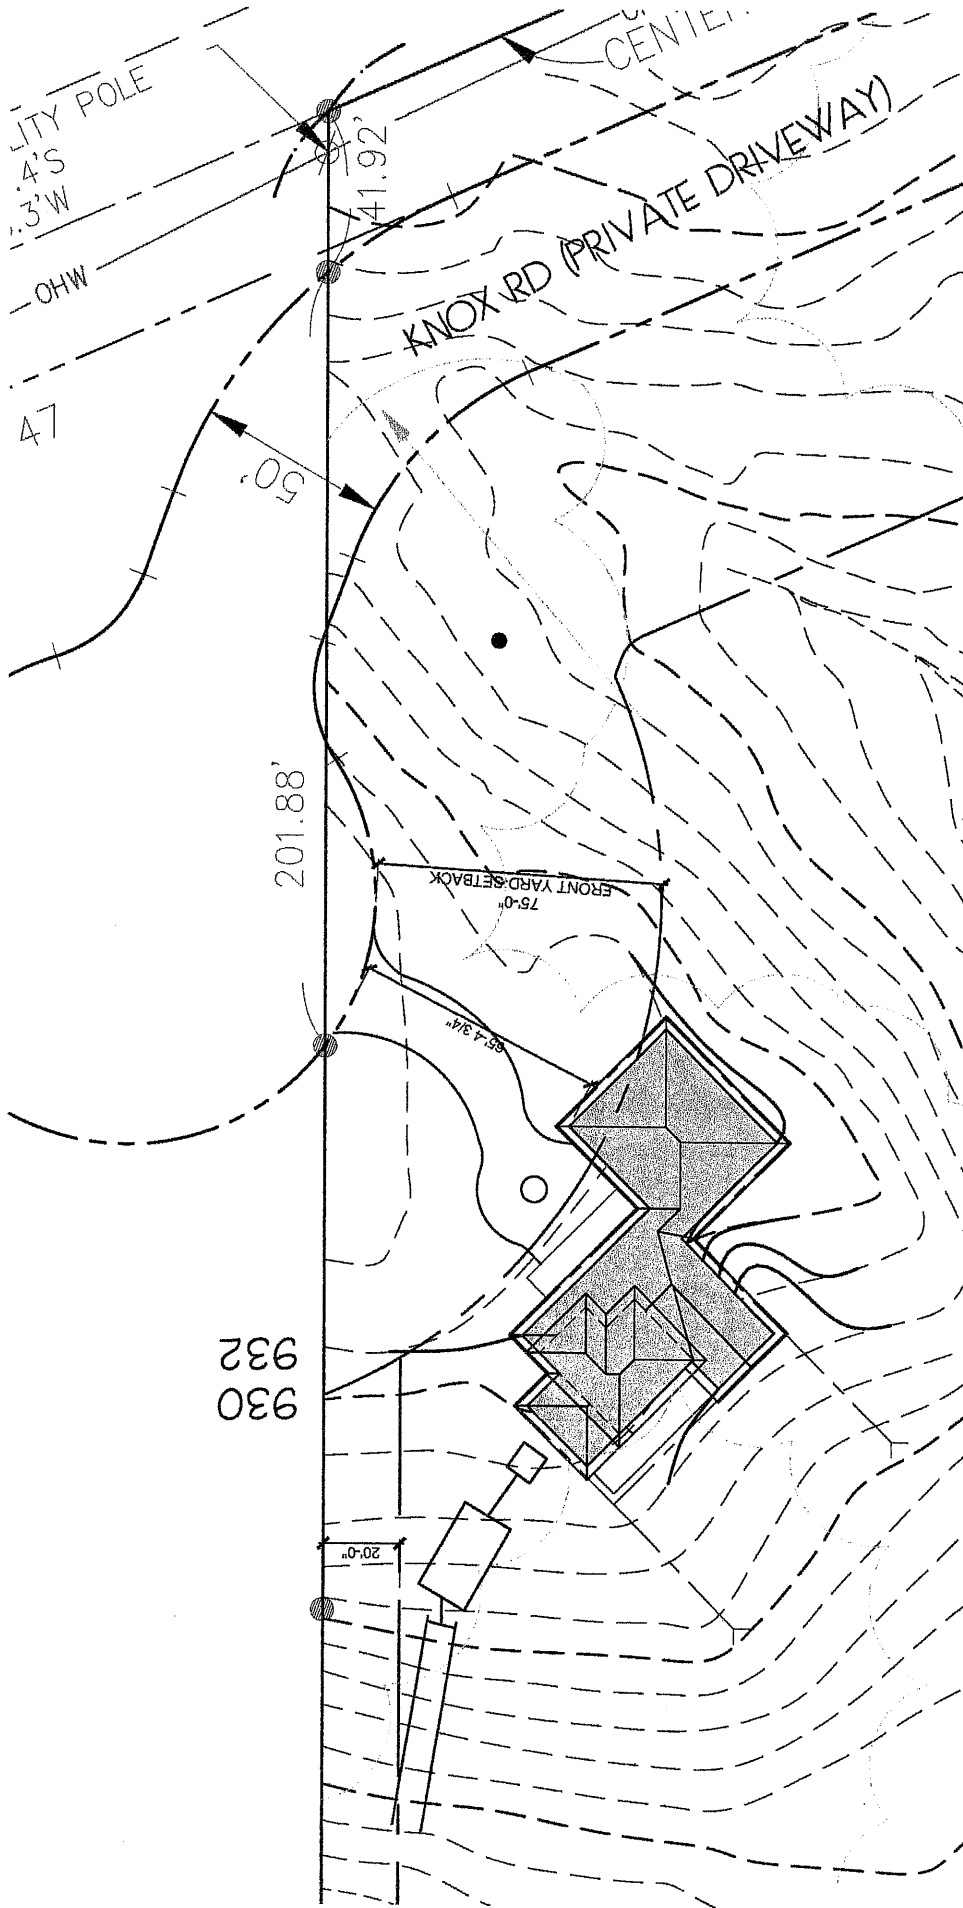 ITY POLE
.4'S
.3'W
CENTER
41.92'
OHW
KNOX RD (PRIVATE DRIVEWAY)
47
50'
201.88'
FRONT YARD SETBACK
75'-0"
65'-4 3/4"
932
930
20'-0"